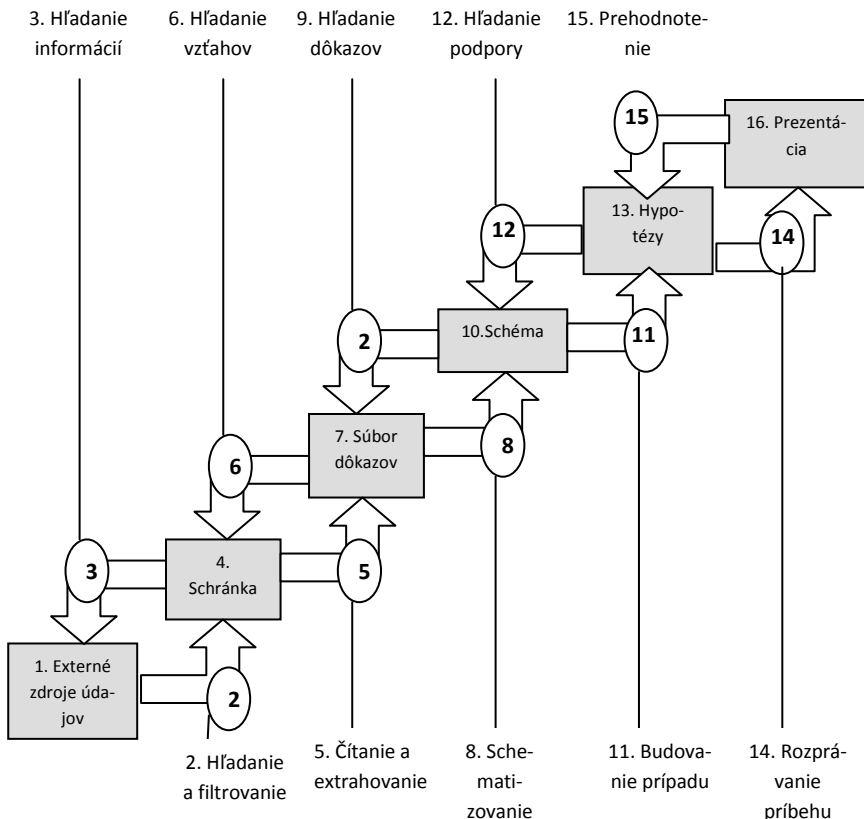 3. Hľadanie
informácií
6. Hľadanie
vzťahov
9. Hľadanie
dôkazov
12. Hľadanie
podpory
15. Prehodnote-
nie
15
16. Prezentá-
cia
13. Hypo-
tézy
12
14
10.Schéma
2
11
7. Súbor
dôkazov
6
8
4.
Schránka
3
5
1. Externé
zdroje úda-
jov
2
2. Hľadanie
a filtrovanie
5. Čítanie a
extrahovanie
8. Sche-
mati-
zovanie
11. Budova-
nie prípadu
14. Rozprá-
vanie
príbehu